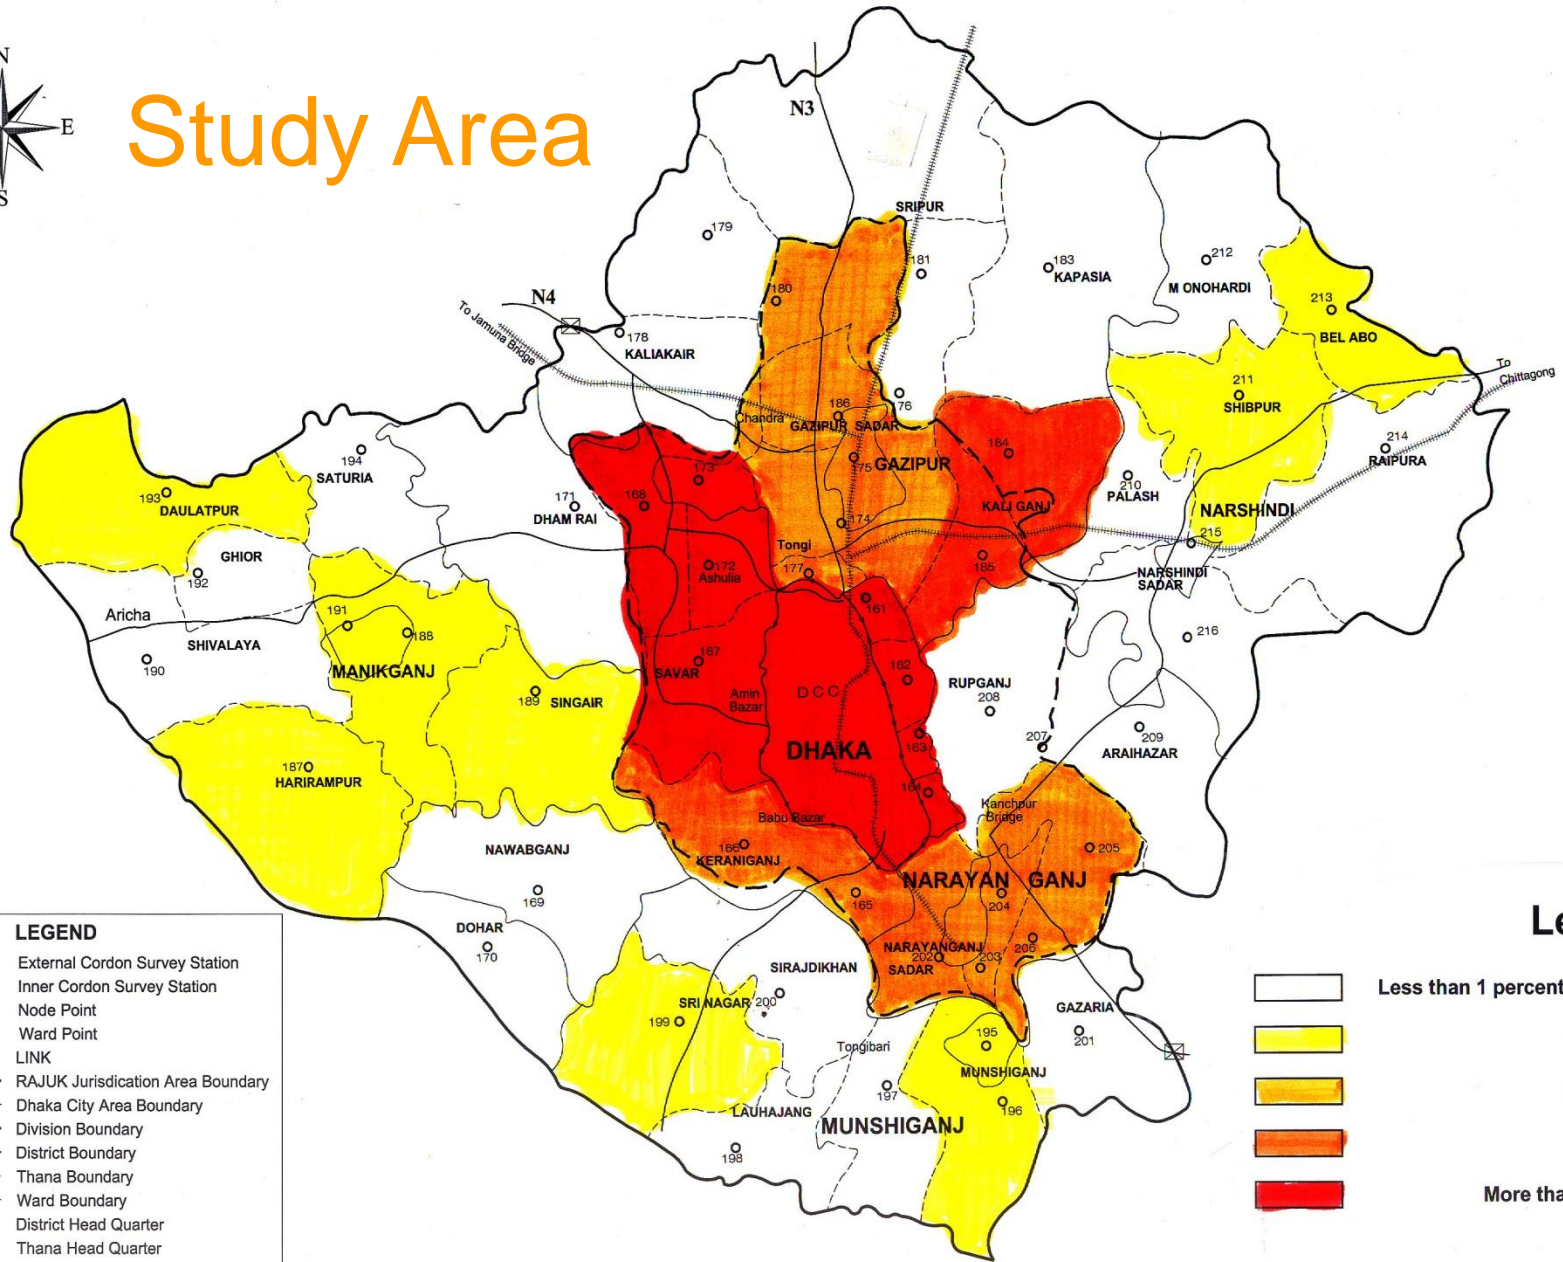 N
E
S
Study Area
N3
N4
To Jamuna Bridge
SRIPUR
179
181
183
KAPASIA
212
M ONOHARDI
180
213
BEL ABO
178
KALIAKAIR
To
Chittagong
211
SHIBPUR
176
186
Chandra
GAZIPUR SADAR
175
GAZIPUR
184
214
RAIPURA
194
SATURIA
193
DAULATPUR
171
DHAM RAI
168
173
174
KALI GANJ
210
PALASH
NARSHINDI
215
GHIOR
192
172
Ashulia
Tongi
177
185
NARSHINDI
SADAR
Aricha
191
188
161
216
SHIVALAYA
190
MANIKGANJ
189
SINGAIR
167
SAVAR
Amin
Bazar
D C C
162
RUPGANJ
208
DHAKA
163
207
209
ARAIHAZAR
187
HARIRAMPUR
164
Kanchpur
Bridge
Babu Bazar
166
KERANIGANJ
205
NAWABGANJ
169
165
NARAYAN GANJ
204
DOHAR
170
NARAYANGANJ
SADAR
202
203
206
SIRAJDIKHAN
200
SRI NAGAR
199
GAZARIA
201
195
Tongibari
MUNSHIGANJ
197
196
LAUHAJANG
MUNSHIGANJ
198
LEGEND
External Cordon Survey Station
Inner Cordon Survey Station
Node Point
Ward Point
LINK
RAJUK Jurisdication Area Boundary
Dhaka City Area Boundary
Division Boundary
District Boundary
Thana Boundary
Ward Boundary
District Head Quarter
Thana Head Quarter
Le
Less than 1 percent
More tha